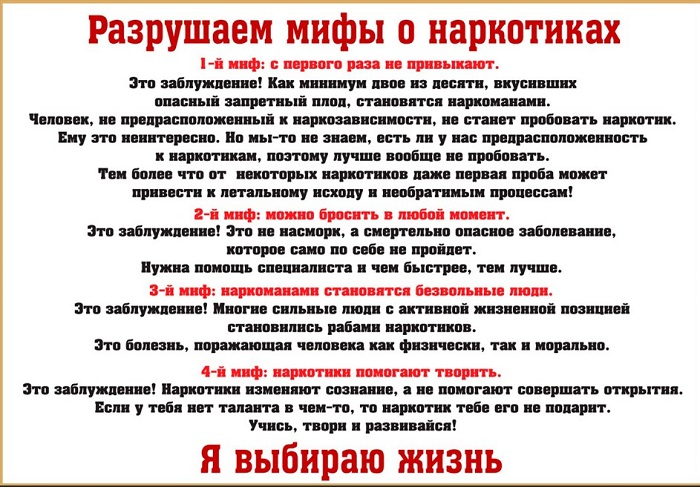 Разрушаем мифы о наркотиках
1-й миф: с первого раза не привыкают.
Это заблуждение! Как минимум двое из десяти, вкусивших
опасный запретный плод, становятся наркоманами.
Человек, не предрасположенный к наркозависимости, не станет пробовать наркотик.
Ему это неинтересно. Но мы-то не знаем, есть ли у нас предрасположенность
к наркотикам, поэтому лучше вообще не пробовать.
Тем более что от некоторых наркотиков даже первая проба может
привести к летальному исходу и необратимым процессам!
2-й миф: можно бросить в любой момент.
Это заблуждение! Это не насморк, а смертельно опасное заболевание,
которое само по себе не пройдет.
Нужна помощь специалиста и чем быстрее, тем лучше.
3-й миф: наркоманами становятся безвольные люди.
Это заблуждение! Многие сильные люди с активной жизненной позицией
становились рабами наркотиков.
Это болезнь, поражающая человека как физически, так и морально.
4-й миф: наркотики помогают творить.
Это заблуждение! Наркотики изменяют сознание, а не помогают совершать открытия.
Если у тебя нет таланта в чем-то, то наркотик тебе его не подарит.
Учись, твори и развивайся!
Я выбираю жизнь